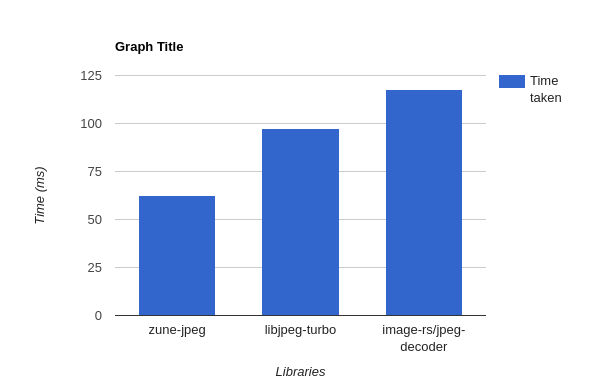 Graph Title
125
100
75
50
25
0
Time (ms)
zune-jpeg
libjpeg-turbo
image-rs/jpeg-
decoder
Libraries
Time
taken